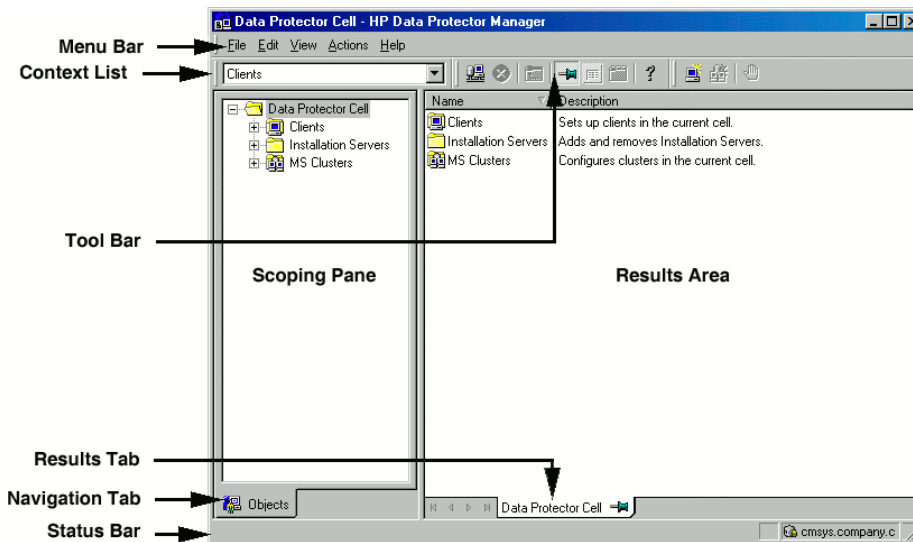 Data Protector Cell - HP Data Protector Manager
Menu Bar
File Edit View Actions Help
Context List
Clients
?
Data Protector Cell
Clients
Installation Servers
MS Clusters
Name Description
Clients Sets up clients in the current cell.
Installation Servers Adds and removes Installation Servers.
MS Clusters Configures clusters in the current cell.
Tool Bar
Scoping Pane
Results Area
Results Tab
Navigation Tab
Objects
Data Protector Cell
Status Bar
cmsys.company.c